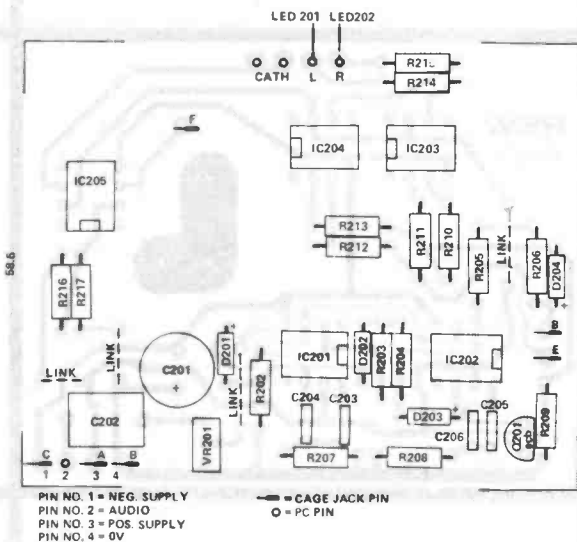 LED 201 LED202
CATH L R
R214
F
IC204 IC203
IC205
R213
R212
R211
R210
R205
LINK
R206
D204
58.5
R216
R217
LINK
LINK
C201
+
D201
+
LINK
R202
IC201
D202
R203
R204
IC202
E
C202
VR201
C204 C203
D203
+
C206
C205
Q201
ecb
R209
R207 R208
C A B
1 2 3 4
PIN NO. 1 = NEG. SUPPLY
PIN NO. 2 = AUDIO
PIN NO. 3 = POS. SUPPLY
PIN NO. 4 = 0V
= CAGE JACK PIN
= PC PIN